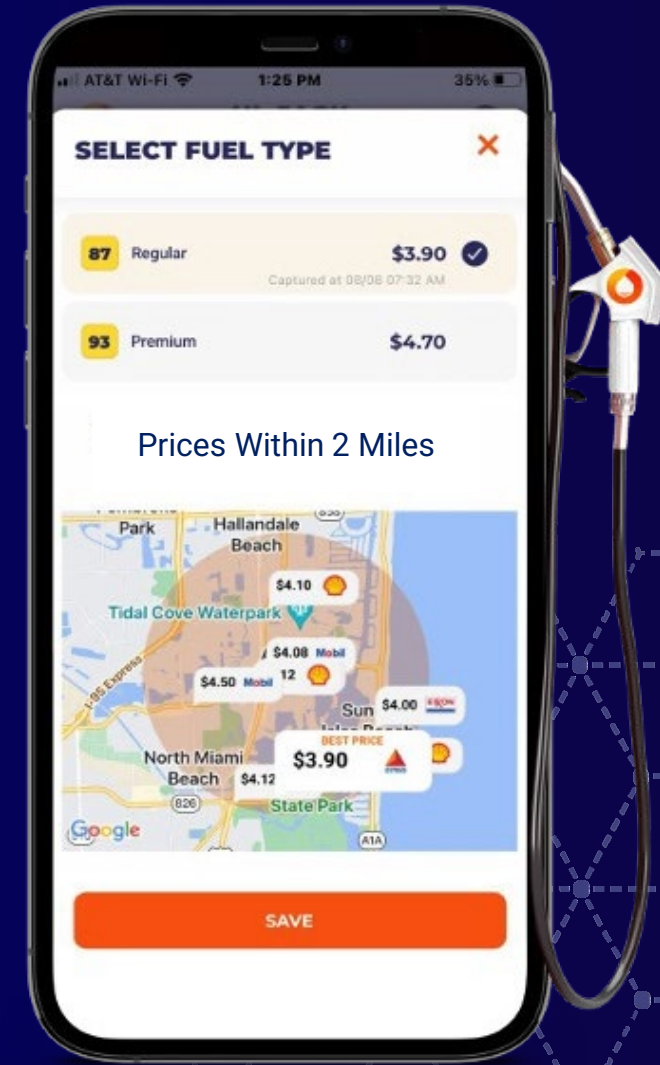 AT&T Wi-Fi 1:25 PM 35%
SELECT FUEL TYPE
87 Regular $3.90
Captured at 08/08 07:32 AM
93 Premium $4.70
Prices Within 2 Miles
Park
Hallandale
Beach
$4.10
Tidal Cove Waterpark
$4.08 Mobil
12
$4.50 Mobil
I-95 Express
Sun $4.00
BEST PRICE
$3.90
North Miami
Beach
$4.12
826
State Park
Google
A1A
SAVE